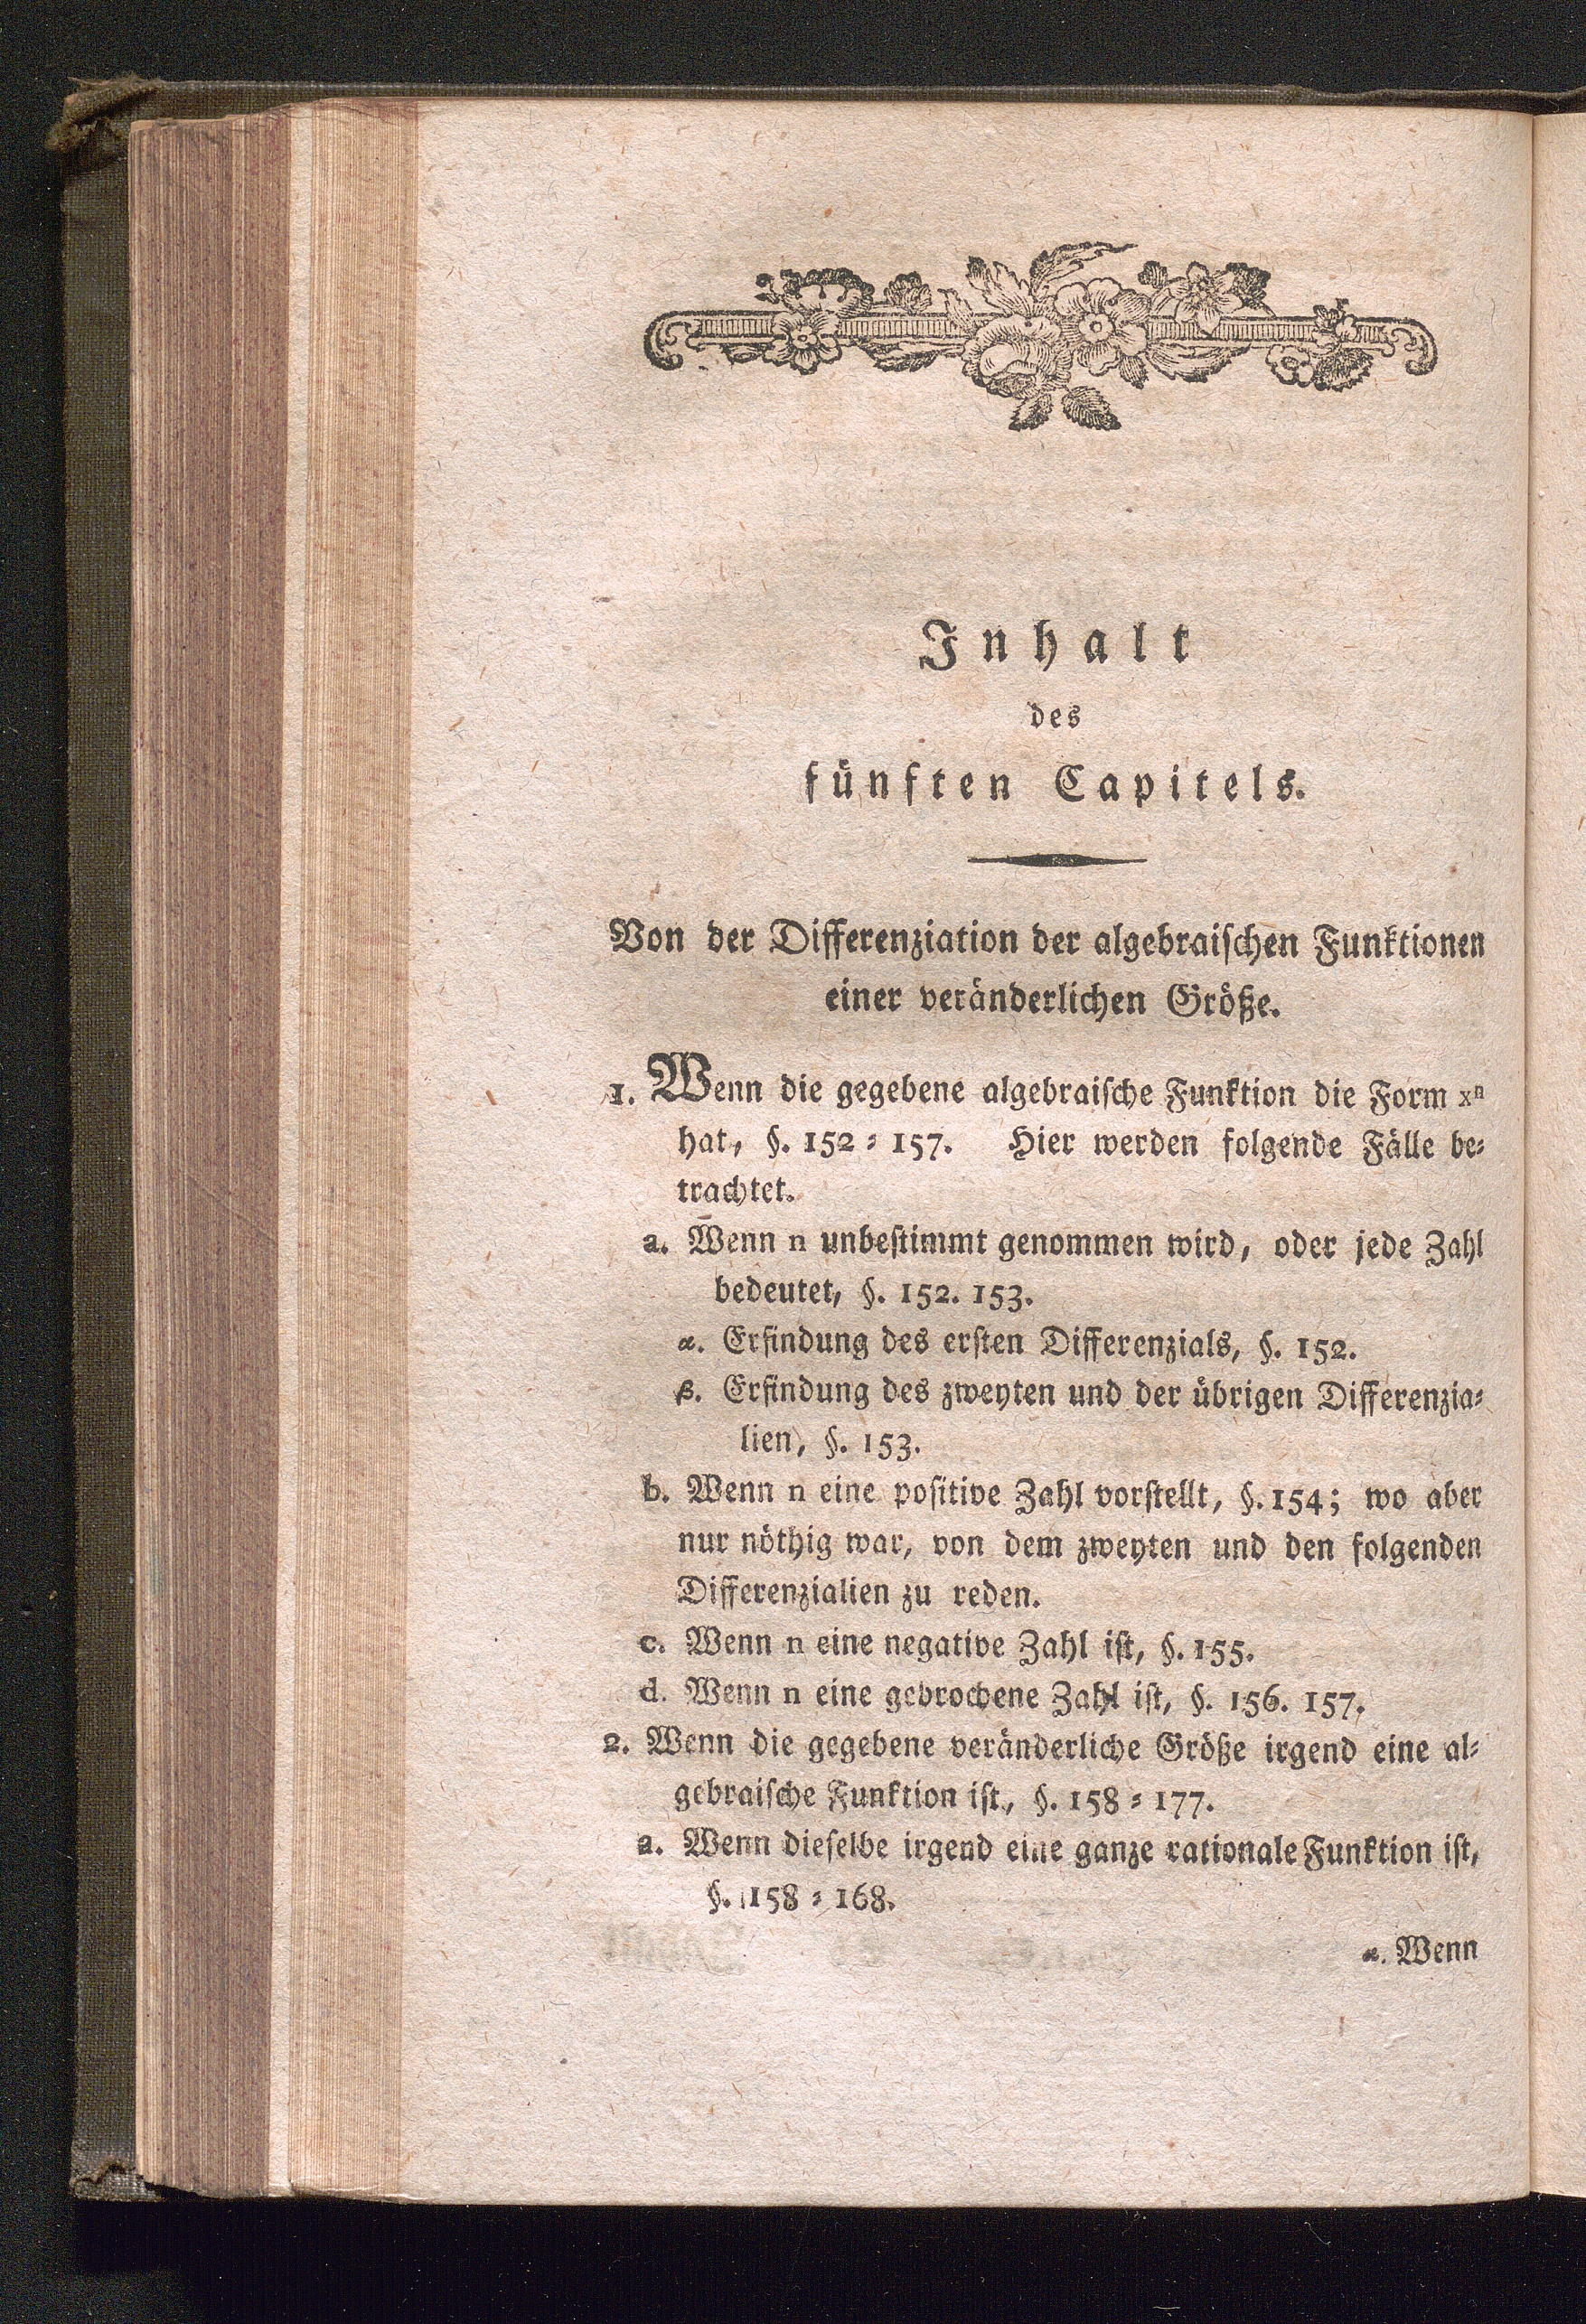 Inhalt
des
fünften Capitels.
Von der Differenziation der algebraischen Funktionen
einer veränderlichen Größe.
1. Wenn die gegebene algebraische Funktion die Form xⁿ
hat, §. 152 = 157. Hier werden folgende Fälle be=
trachtet.
a. Wenn n unbestimmt genommen wird, oder jede Zahl
bedeutet, §. 152. 153.
α. Erfindung des ersten Differenzials, §. 152.
β. Erfindung des zweyten und der übrigen Differenzia=
lien, §. 153.
b. Wenn n eine positive Zahl vorstellt, §. 154; wo aber
nur nöthig war, von dem zweyten und den folgenden
Differenzialien zu reden.
c. Wenn n eine negative Zahl ist, §. 155.
d. Wenn n eine gebrochene Zahl ist, §. 156. 157.
2. Wenn die gegebene veränderliche Größe irgend eine al=
gebraische Funktion ist, §. 158 = 177.
a. Wenn dieselbe irgend eine ganze rationale Funktion ist,
§. 158 = 168.
α. Wenn